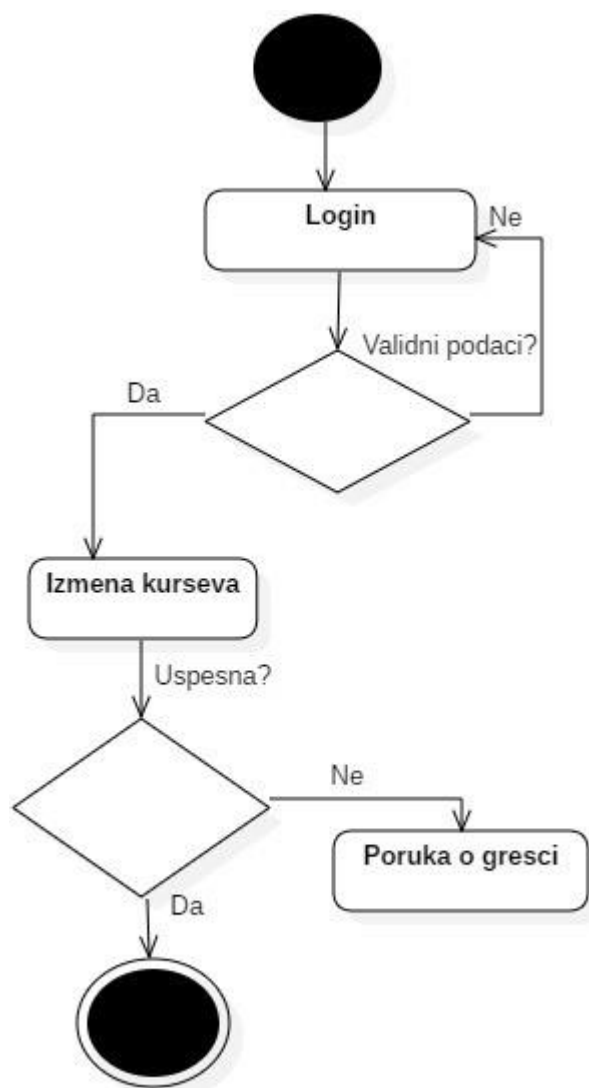 Login
Ne
Validni podaci?
Da
Izmena kurseva
Uspesna?
Ne
Poruka o gresci
Da